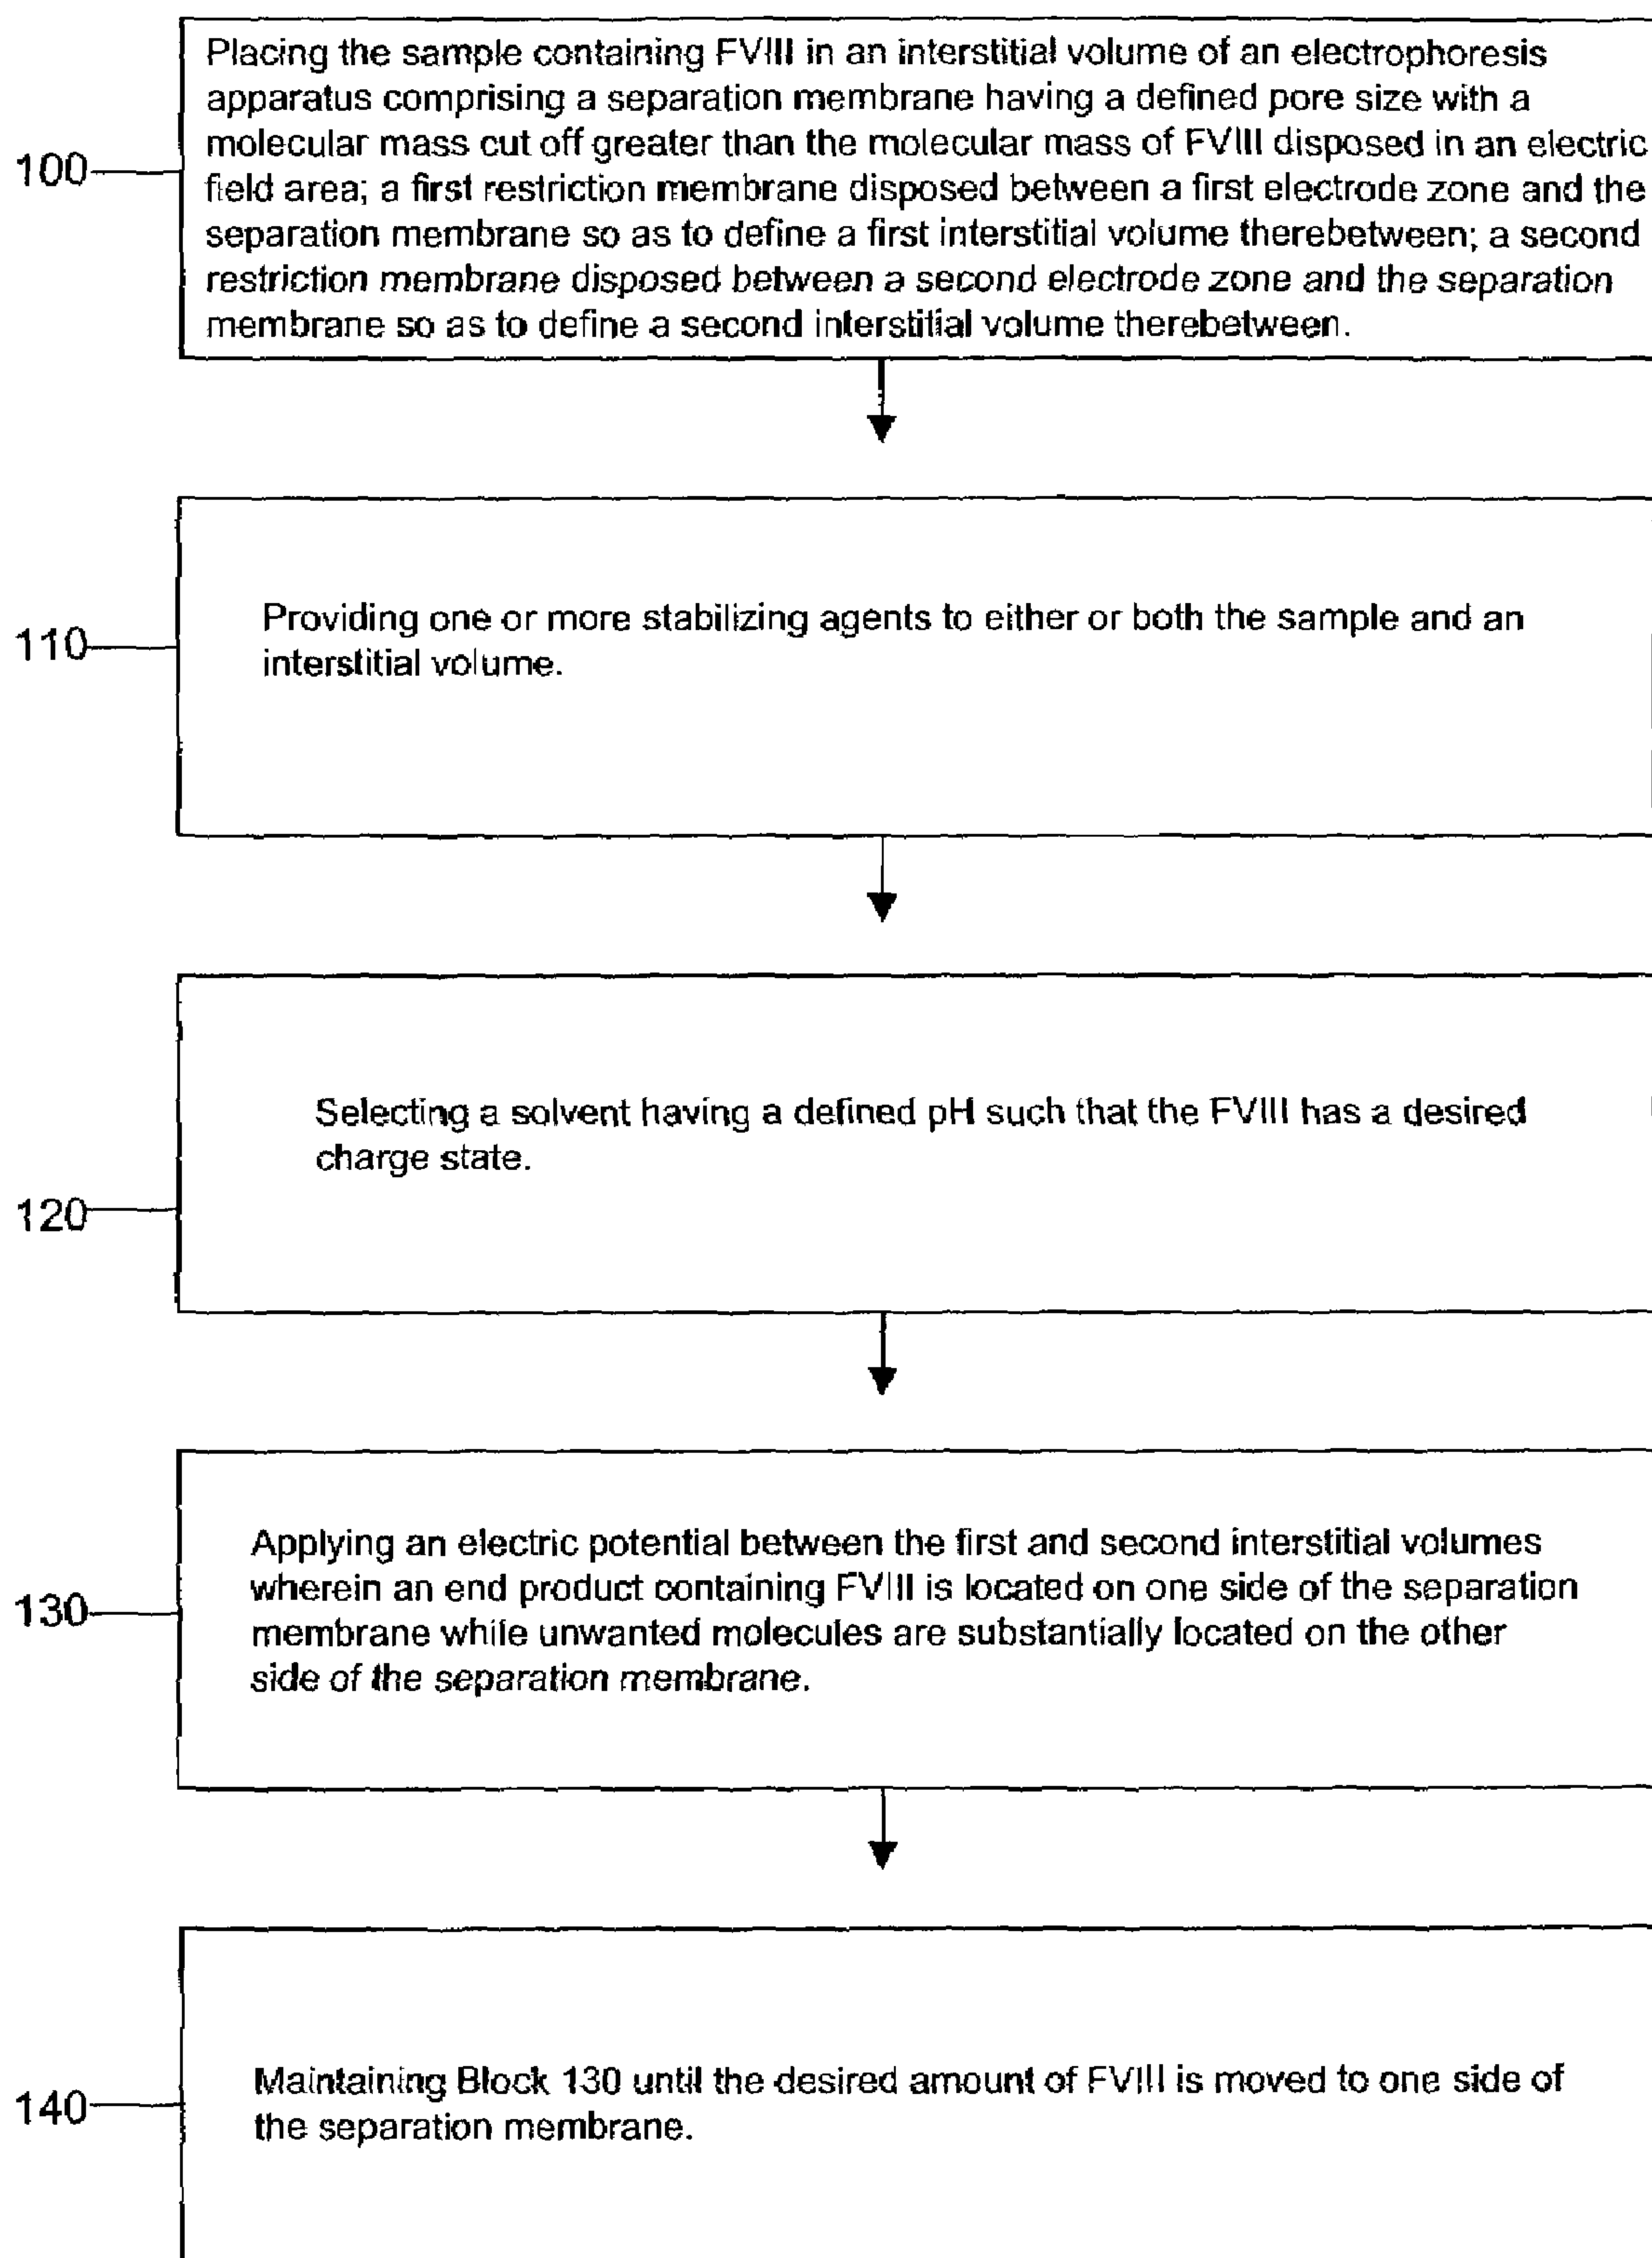 Placing the sample containing FVIII in an interstitial volume of an electrophoresis
apparatus comprising a separation membrane having a defined pore size with a
molecular mass cut off greater than the molecular mass of FVIII disposed in an electric
100
field area; a first restriction membrane disposed between a first electrode zone and the
separation membrane so as to define a first interstitial volume therebetween; a second
restriction membrane disposed between a second electrode zone and the separation
membrane so as to define a second interstitial volume therebetween.
110
Providing one or more stabilizing agents to either or both the sample and an
interstitial volume.
Selecting a solvent having a defined pH such that the FVIII has a desired
charge state.
120
Applying an electric potential between the first and second interstitial volumes
wherein an end product containing FVIII is located on one side of the separation
130
membrane while unwanted molecules are substantially located on the other
side of the separation membrane.
Maintaining Block 130 until the desired amount of FVIII is moved to one side of
140
the separation membrane.